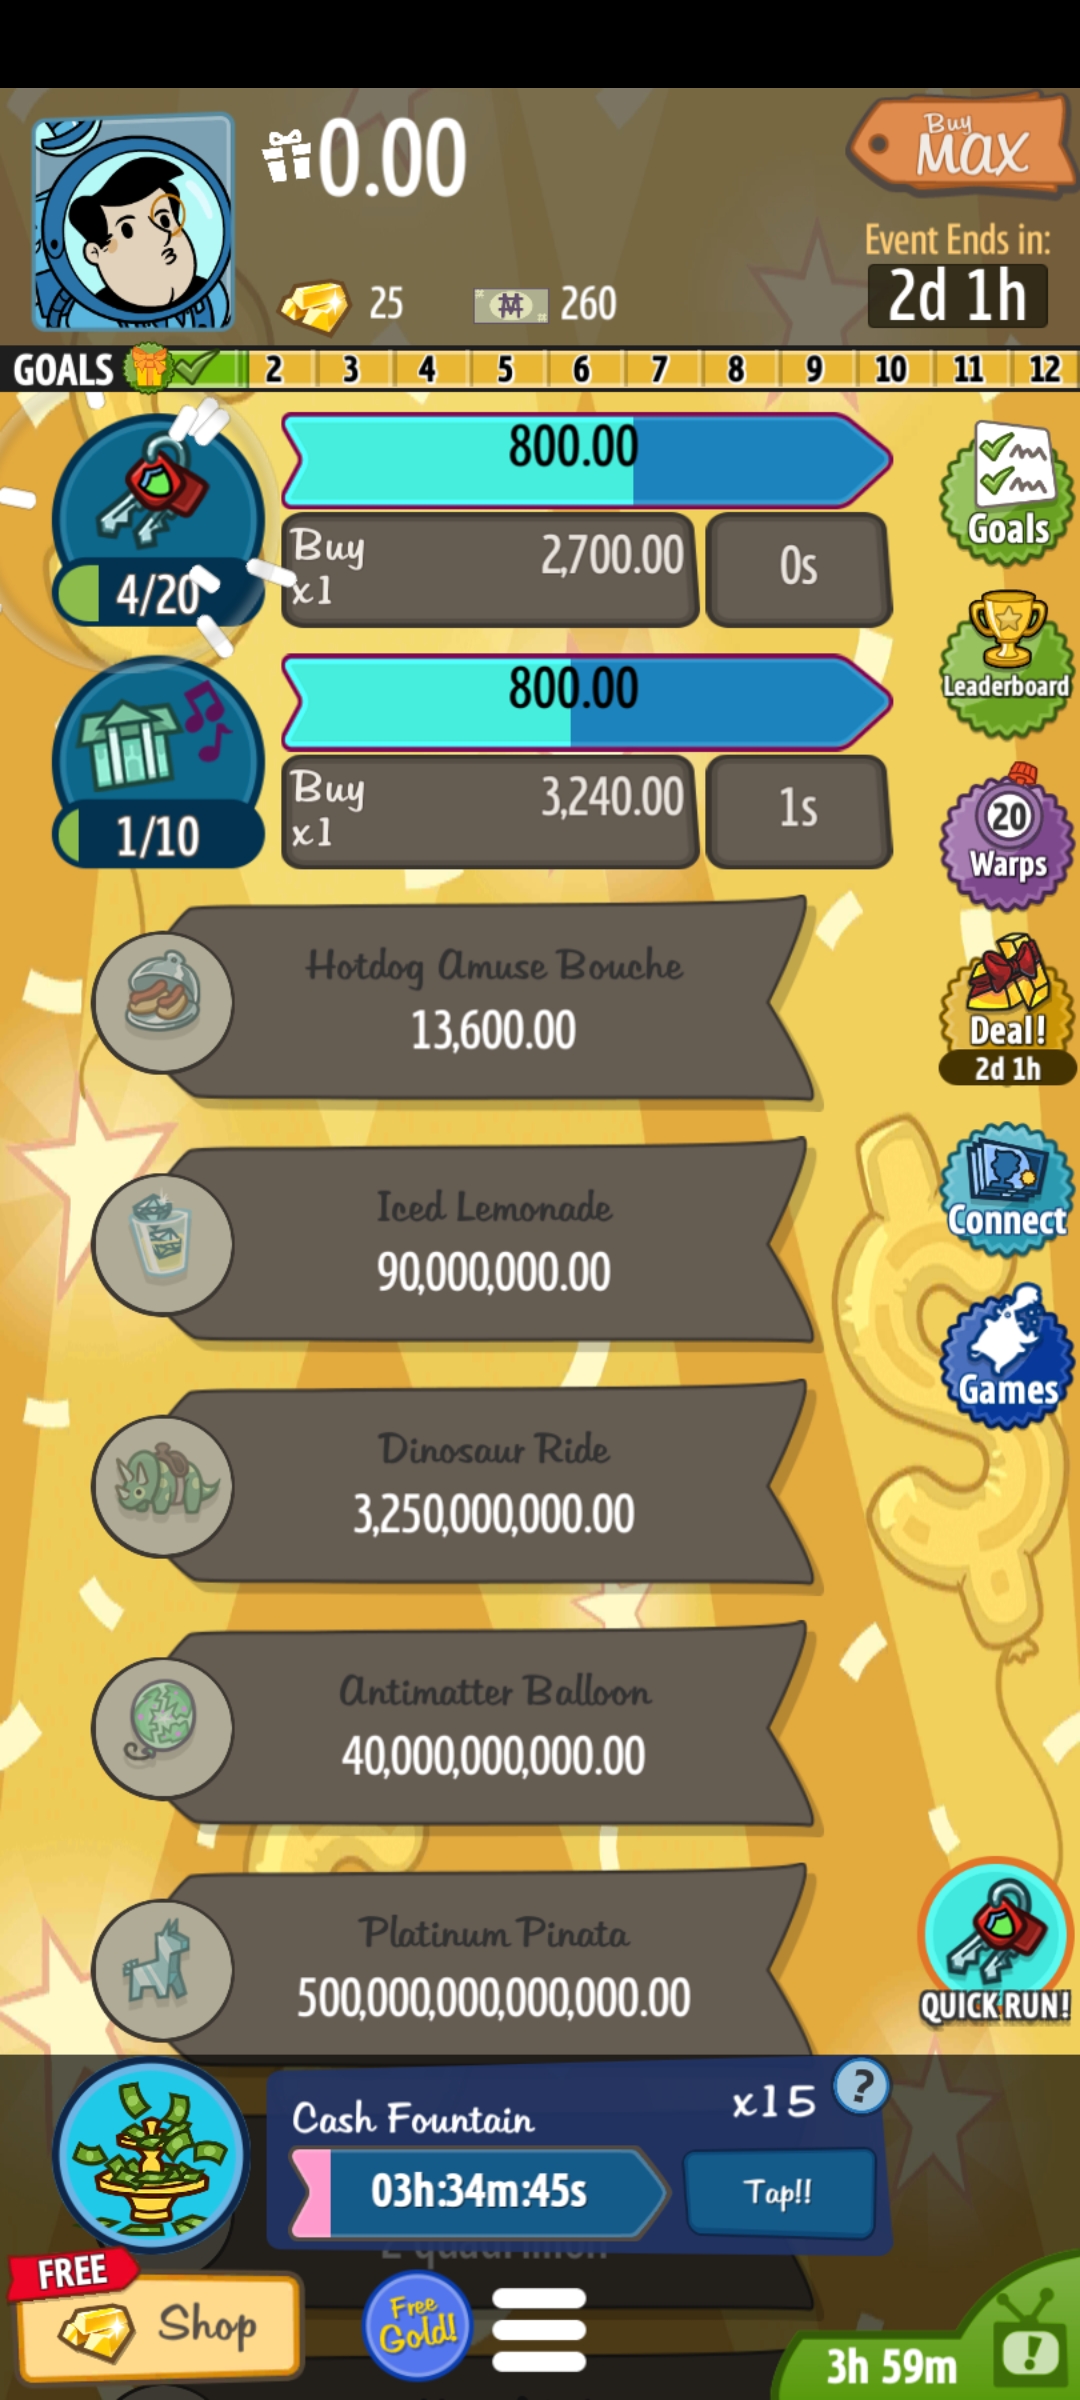 0.00
Buy
MAX
Event Ends in:
2d 1h
25
260
GOALS 2 3 4 5 6 7 8 9 10 11 12
800.00
Buy
x1
2,700.00
0s
4/20
Goals
Leaderboard
800.00
Buy
x1
3,240.00
1s
1/10
20
Warps
Hotdog Amuse Bouche
13,600.00
Deal!
2d 1h
Iced Lemonade
90,000,000.00
Connect
Games
Dinosaur Ride
3,250,000,000.00
Antimatter Balloon
40,000,000,000.00
Platinum Pinata
500,000,000,000,000.00
QUICK RUN!
Cash Fountain
x15
?
03h:34m:45s
Tap!!
FREE
Shop
Free
Gold!
3h 59m
!